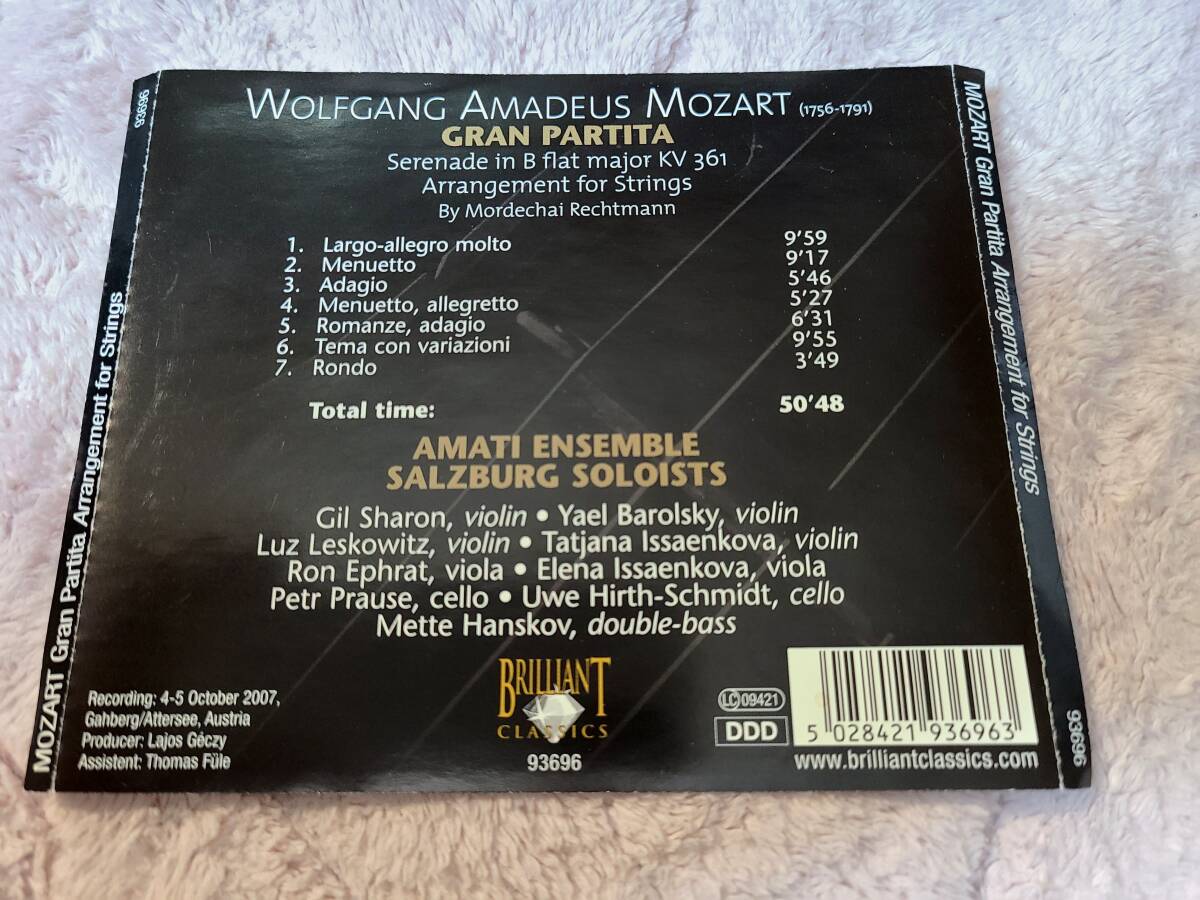 WOLFGANG AMADEUS MOZART (1756-1791)
GRAN PARTITA
Serenade in B flat major KV 361
Arrangement for Strings
By Mordechai Rechtmann
1. Largo-allegro molto 9'59
2. Menuetto 9'17
3. Adagio 5'46
4. Menuetto, allegretto 5'27
5. Romanze, adagio 6'31
6. Tema con variazioni 9'55
7. Rondo 3'49
Total time: 50'48
AMATI ENSEMBLE
SALZBURG SOLOISTS
Gil Sharon, violin • Yael Barolsky, violin
Luz Leskowitz, violin • Tatjana Issaenkova, violin
Ron Ephrat, viola • Elena Issaenkova, viola
Petr Prause, cello • Uwe Hirth-Schmidt, cello
Mette Hanskov, double-bass
Recording: 4-5 October 2007,
Gahberg/Attersee, Austria
Producer: Lajos Géczy
Assistent: Thomas Füle
BRILLIANT
CLASSICS
93696
LC 09421
DDD
5 028421 936963
www.brilliantclassics.com
93696
MOZART Gran Partita Arrangement for Strings
MOZART Gran Partita Arrangement for Strings
93696